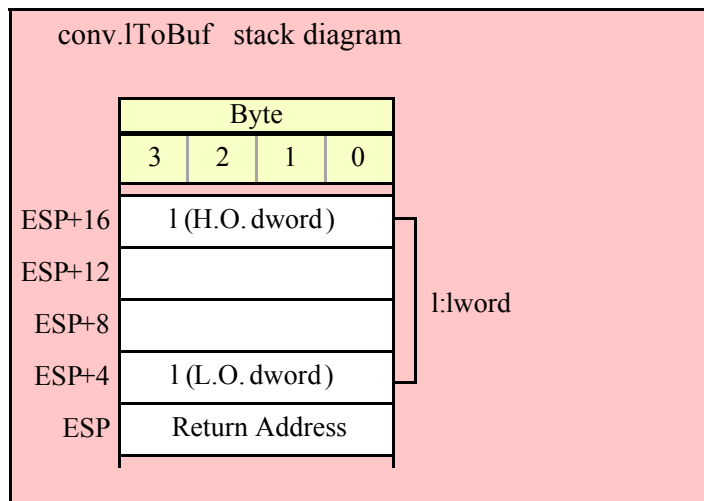 conv.lToBuf stack diagram
Byte
3 2 1 0
ESP+16 l (H.O. dword)
ESP+12
l:lword
ESP+8
ESP+4 l (L.O. dword)
ESP Return Address